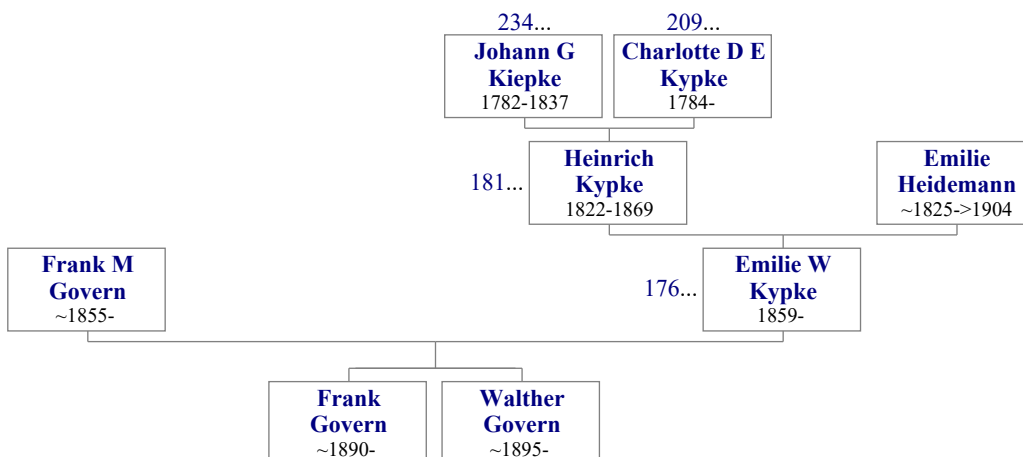 234...
209...
Johann G
Kiepke
1782-1837
Charlotte D E
Kypke
1784-
181...
Heinrich
Kypke
1822-1869
Emilie
Heidemann
~1825->1904
Frank M
Govern
~1855-
176...
Emilie W
Kypke
1859-
Frank
Govern
~1890-
Walther
Govern
~1895-